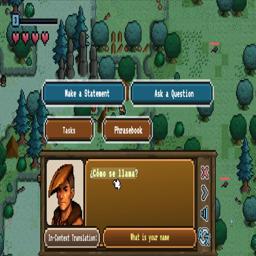 Make a Statement
Ask a Question
Tasks
Phrasebook
¿Cómo se llama?
In-Context Translation:
What is your name